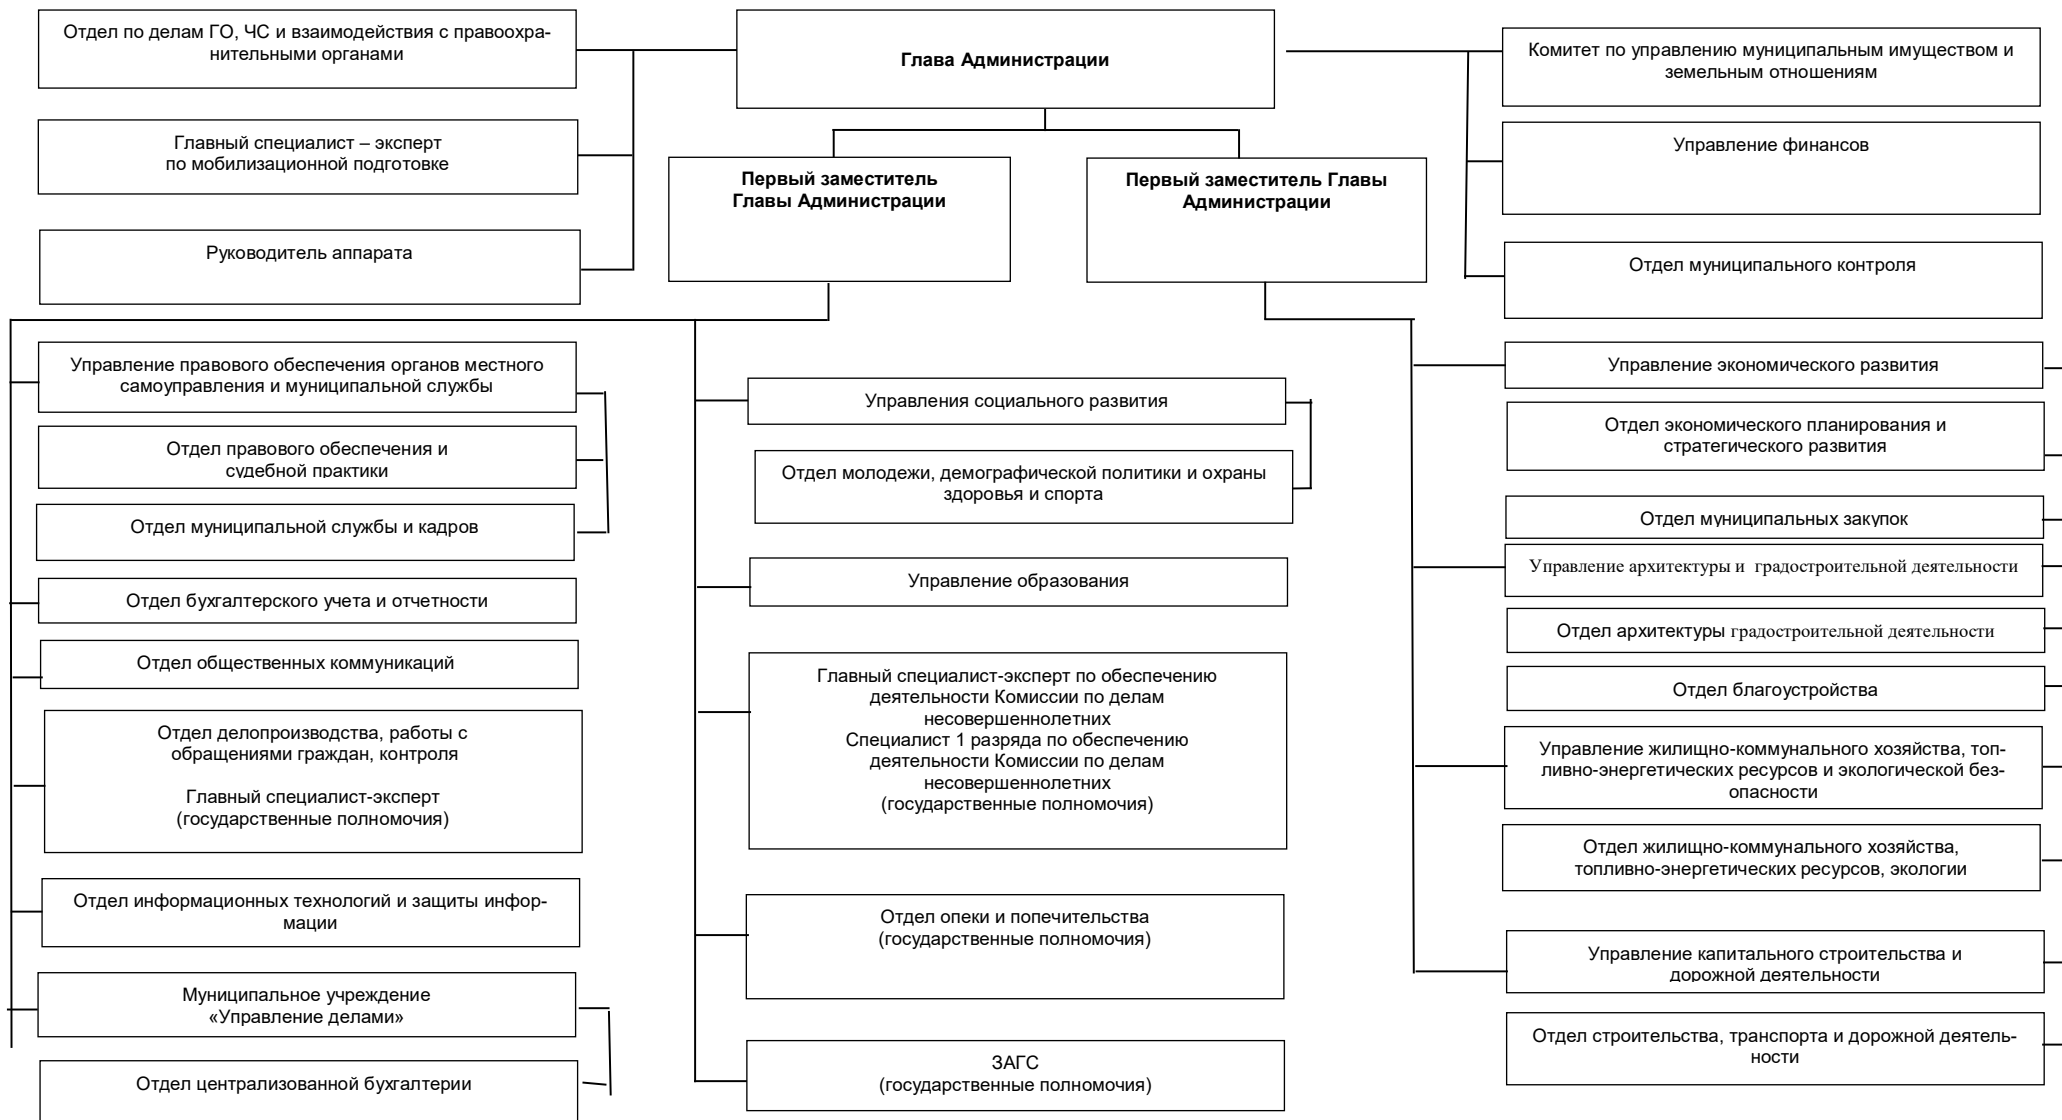 Отдел по делам ГО, ЧС и взаимодействия с правоохра-
нительными органами
Глава Администрации
Комитет по управлению муниципальным имуществом и
земельным отношениям
Главный специалист – эксперт
по мобилизационной подготовке
Управление финансов
Первый заместитель
Главы Администрации
Первый заместитель Главы
Администрации
Руководитель аппарата
Отдел муниципального контроля
Управление правового обеспечения органов местного
самоуправления и муниципальной службы
Отдел правового обеспечения и
судебной практики
Отдел муниципальной службы и кадров
Отдел бухгалтерского учета и отчетности
Отдел общественных коммуникаций
Отдел делопроизводства, работы с
обращениями граждан, контроля
Главный специалист-эксперт
(государственные полномочия)
Отдел информационных технологий и защиты инфор-
мации
Муниципальное учреждение
«Управление делами»
Отдел централизованной бухгалтерии
Управления социального развития
Отдел молодежи, демографической политики и охраны
здоровья и спорта
Управление образования
Главный специалист-эксперт по обеспечению
деятельности Комиссии по делам
несовершеннолетних
Специалист 1 разряда по обеспечению
деятельности Комиссии по делам
несовершеннолетних
(государственные полномочия)
Отдел опеки и попечительства
(государственные полномочия)
ЗАГС
(государственные полномочия)
Управление экономического развития
Отдел экономического планирования и
стратегического развития
Отдел муниципальных закупок
Управление архитектуры и градостроительной деятельности
Отдел архитектуры градостроительной деятельности
Отдел благоустройства
Управление жилищно-коммунального хозяйства, топ-
ливно-энергетических ресурсов и экологической без-
опасности
Отдел жилищно-коммунального хозяйства,
топливно-энергетических ресурсов, экологии
Управление капитального строительства и
дорожной деятельности
Отдел строительства, транспорта и дорожной деятель-
ности